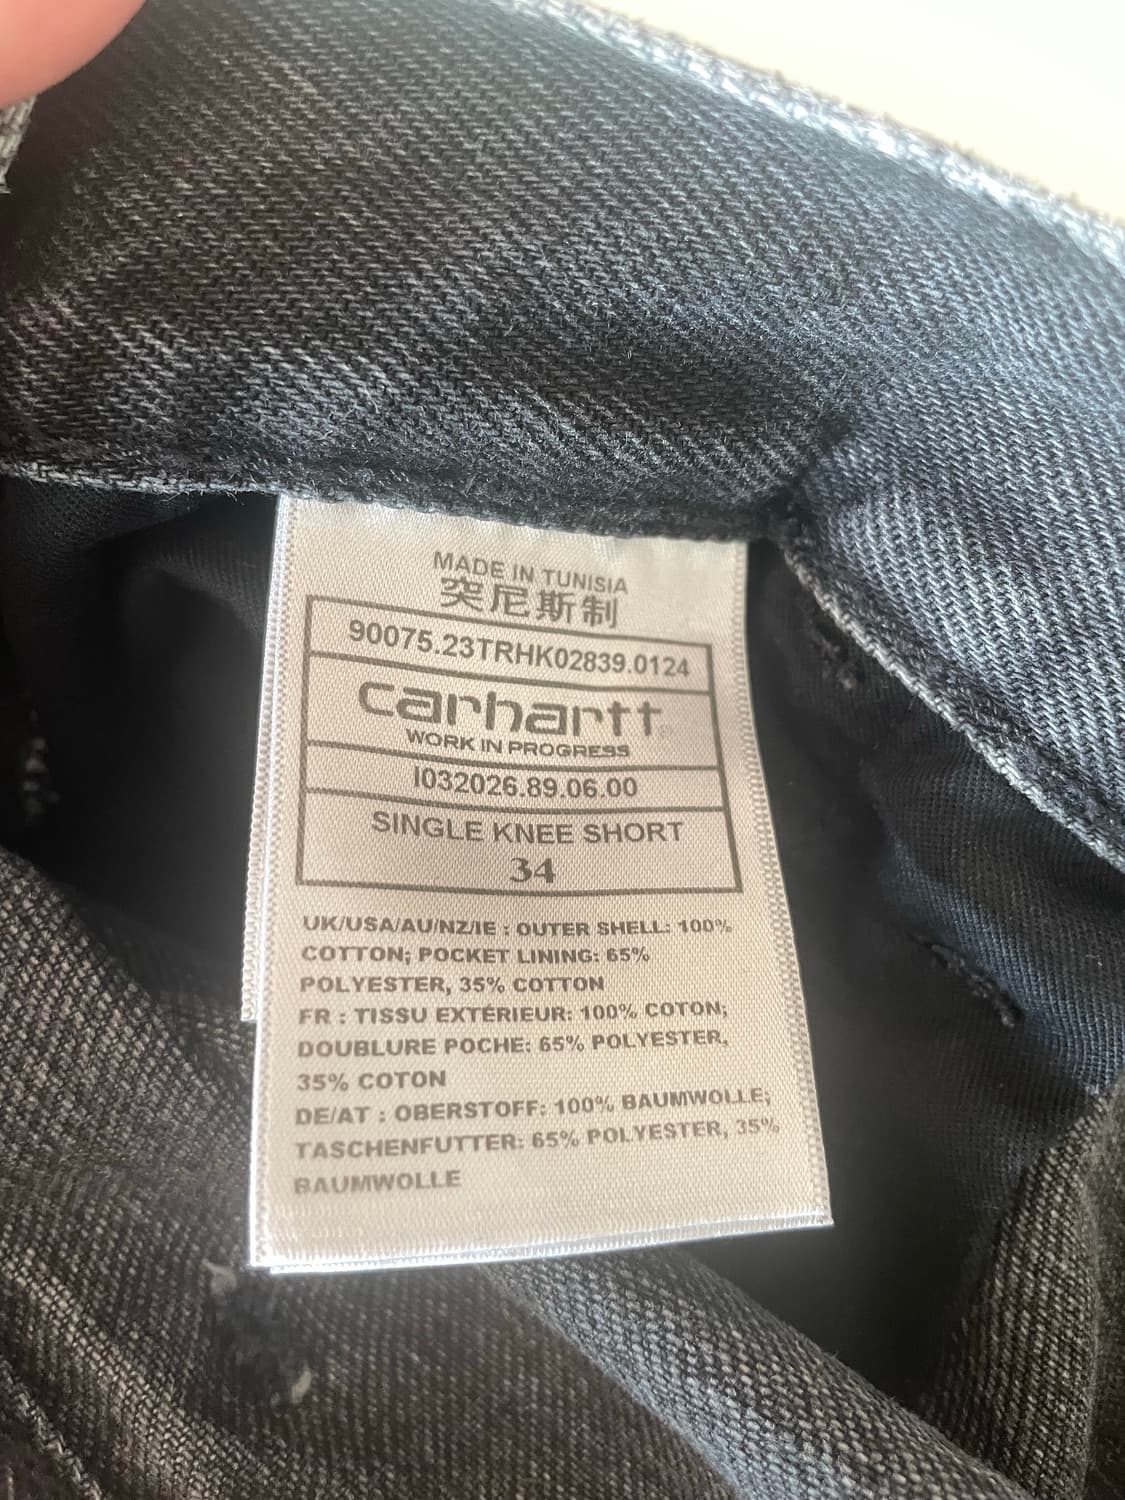 MADE IN TUNISIA
突尼斯制
90075.23TRHK02839.0124
carhartt
WORK IN PROGRESS
I032026.89.06.00
SINGLE KNEE SHORT
34
UK/USA/AU/NZ/IE : OUTER SHELL: 100%
COTTON; POCKET LINING: 65%
POLYESTER, 35% COTTON
FR : TISSU EXTÉRIEUR: 100% COTON;
DOUBLURE POCHE: 65% POLYESTER,
35% COTON
DE/AT : OBERSTOFF: 100% BAUMWOLLE;
TASCHENFUTTER: 65% POLYESTER, 35%
BAUMWOLLE